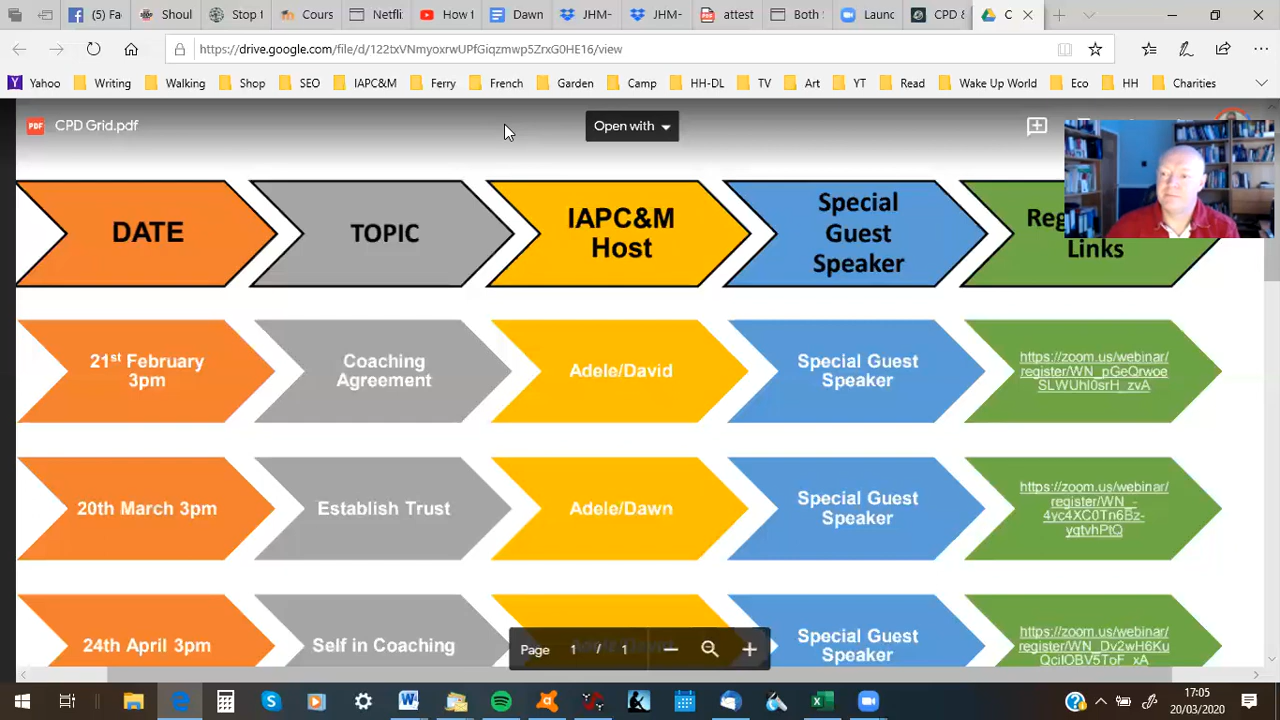 (5) Fa
Shoul
Stop t
Cours
Netfli:
How t
Dawn
JHM-
JHM-
attest
Both S
Launc
CPD &
C
https://drive.google.com/file/d/122txVNmyoxrwUPfGiqzmwp5ZrxG0HE16/view
Yahoo
Writing
Walking
Shop
SEO
IAPC&M
Ferry
French
Garden
Camp
HH-DL
TV
Art
YT
Read
Wake Up World
Eco
HH
Charities
PDF
CPD Grid.pdf
Open with
DATE
TOPIC
IAPC&M
Host
Special
Guest
Speaker
Reg
Links
21st February
3pm
Coaching
Agreement
Adele/David
Special Guest
Speaker
https://zoom.us/webinar/
register/WN_pGeQrwoe
SLWUhl0srH_zvA
20th March 3pm
Establish Trust
Adele/Dawn
Special Guest
Speaker
https://zoom.us/webinar/
register/WN_-
4yc4XC0Tn6Bz-
yqtvhPtQ
24th April 3pm
Self in Coaching
Special Guest
Speaker
https://zoom.us/webinar/
register/WN_Dv2wH6Ku
QcilOBV5ToF_xA
Page 1 / 1
17:05
20/03/2020